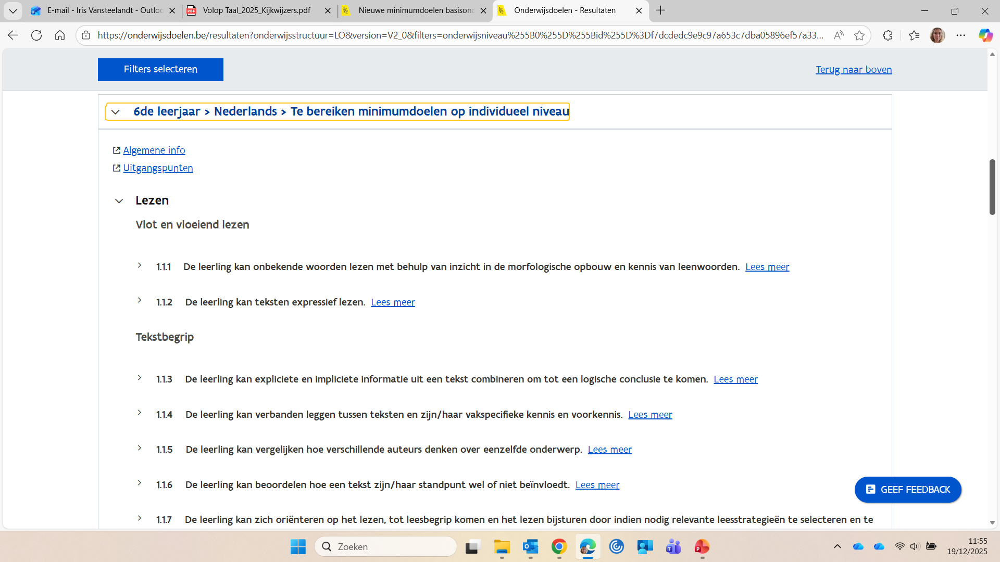 E-mail - Iris Vansteelandt - Outlo
Volop Taal_2025_Kijkwijzers.pdf
Nieuwe minimumdoelen basisond
Onderwijsdoelen - Resultaten
https://onderwijsdoelen.be/resultaten?onderwijsstructuur=LO&version=V2_0&filters=onderwijsniveau%255B0%255D%255Bid%255D%3Df7dcdedc9e9c97a653c7dba05896ef57a33...
Filters selecteren
Terug naar boven
6de leerjaar > Nederlands > Te bereiken minimumdoelen op individueel niveau
Algemene info
Uitgangspunten
Lezen
Vlot en vloeiend lezen
1.1.1 De leerling kan onbekende woorden lezen met behulp van inzicht in de morfologische opbouw en kennis van leenwoorden. Lees meer
1.1.2 De leerling kan teksten expressief lezen. Lees meer
Tekstbegrip
1.1.3 De leerling kan expliciete en impliciete informatie uit een tekst combineren om tot een logische conclusie te komen. Lees meer
1.1.4 De leerling kan verbanden leggen tussen teksten en zijn/haar vakspecifieke kennis en voorkennis. Lees meer
1.1.5 De leerling kan vergelijken hoe verschillende auteurs denken over eenzelfde onderwerp. Lees meer
1.1.6 De leerling kan beoordelen hoe een tekst zijn/haar standpunt wel of niet beïnvloedt. Lees meer
GEEF FEEDBACK
1.1.7 De leerling kan zich oriënteren op het lezen, tot leesbegrip komen en het lezen bijsturen door indien nodig relevante leesstrategieën te selecteren en te
Zoeken
11:55
19/12/2025